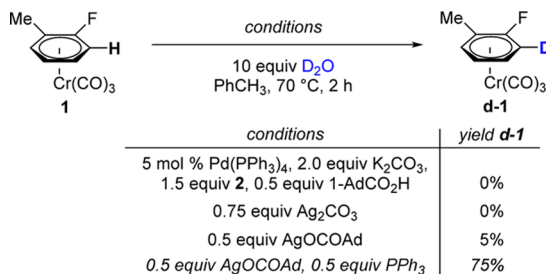 Me
F
H
Cr(CO)₃
1
conditions
10 equiv D₂O
PhCH₃, 70 °C, 2 h
Me
F
D
Cr(CO)₃
d-1
conditions
yield d-1
5 mol % Pd(PPh₃)₄, 2.0 equiv K₂CO₃,
1.5 equiv 2, 0.5 equiv 1-AdCO₂H
0%
0.75 equiv Ag₂CO₃
0%
0.5 equiv AgOCOAd
5%
0.5 equiv AgOCOAd, 0.5 equiv PPh₃
75%